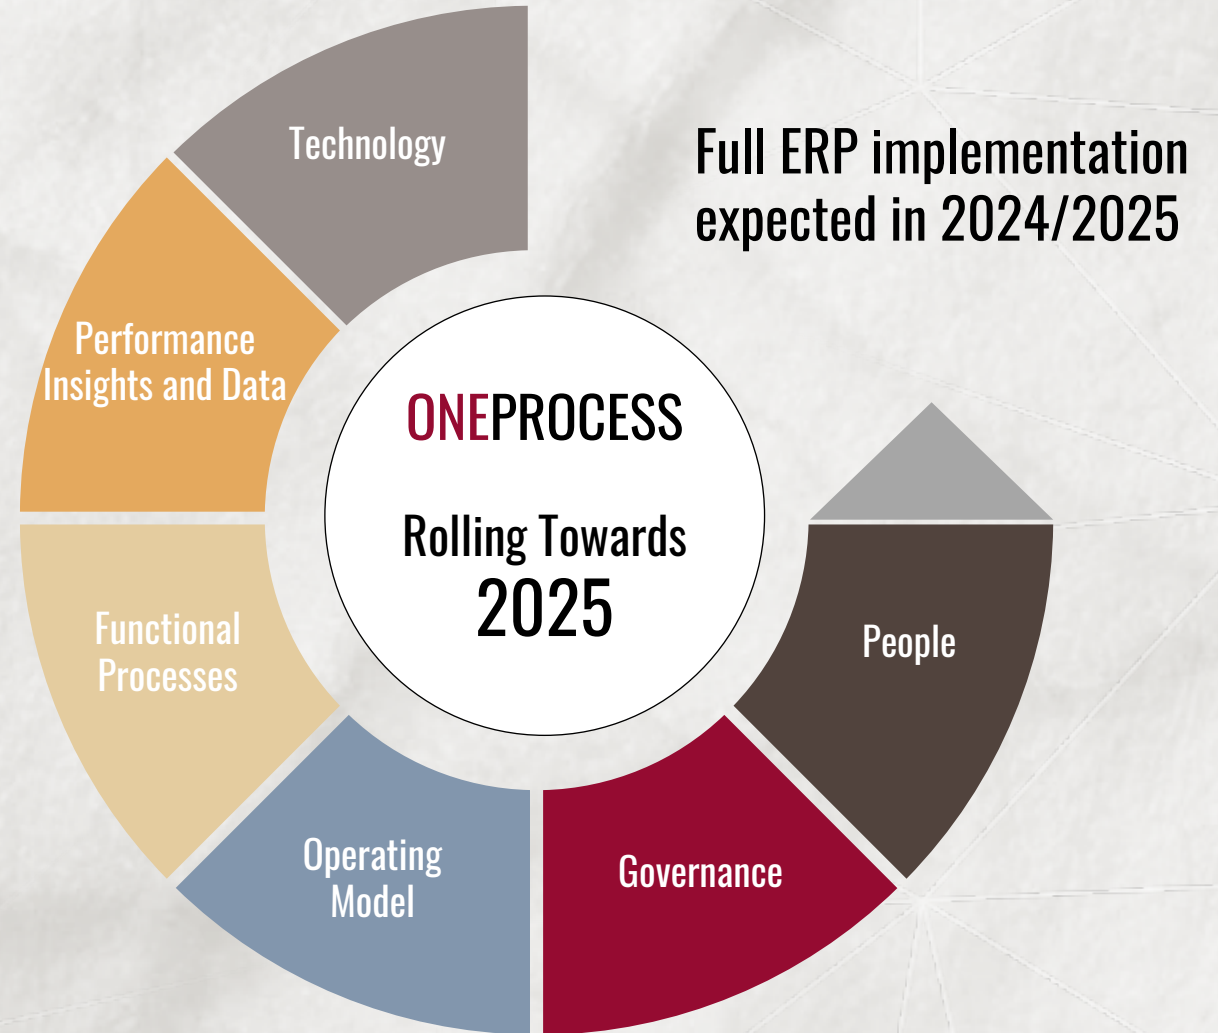 Technology
Full ERP implementation
expected in 2024/2025
Performance
Insights and Data
ONEPROCESS
Rolling Towards
2025
Functional
Processes
People
Operating
Model
Governance